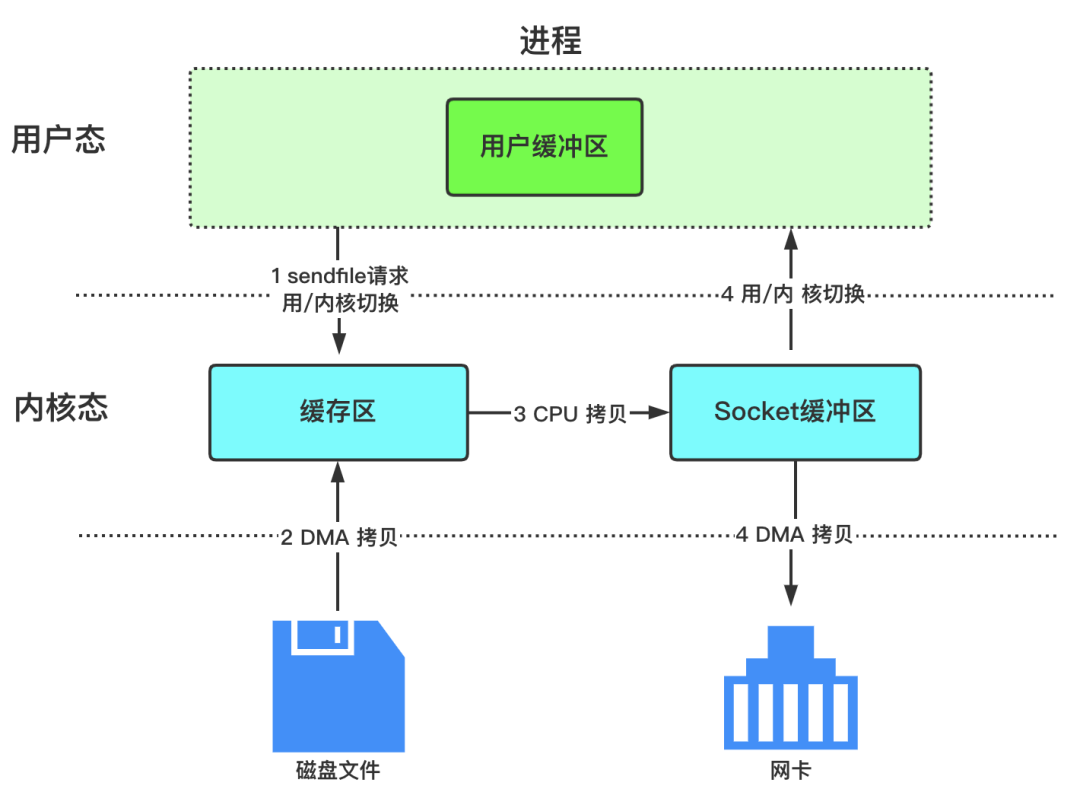 进程
用户态
用户缓冲区
1 sendfile请求
用/内核切换
4 用/内 核切换
内核态
缓存区
3 CPU 拷贝
Socket缓冲区
2 DMA 拷贝
4 DMA 拷贝
磁盘文件
网卡